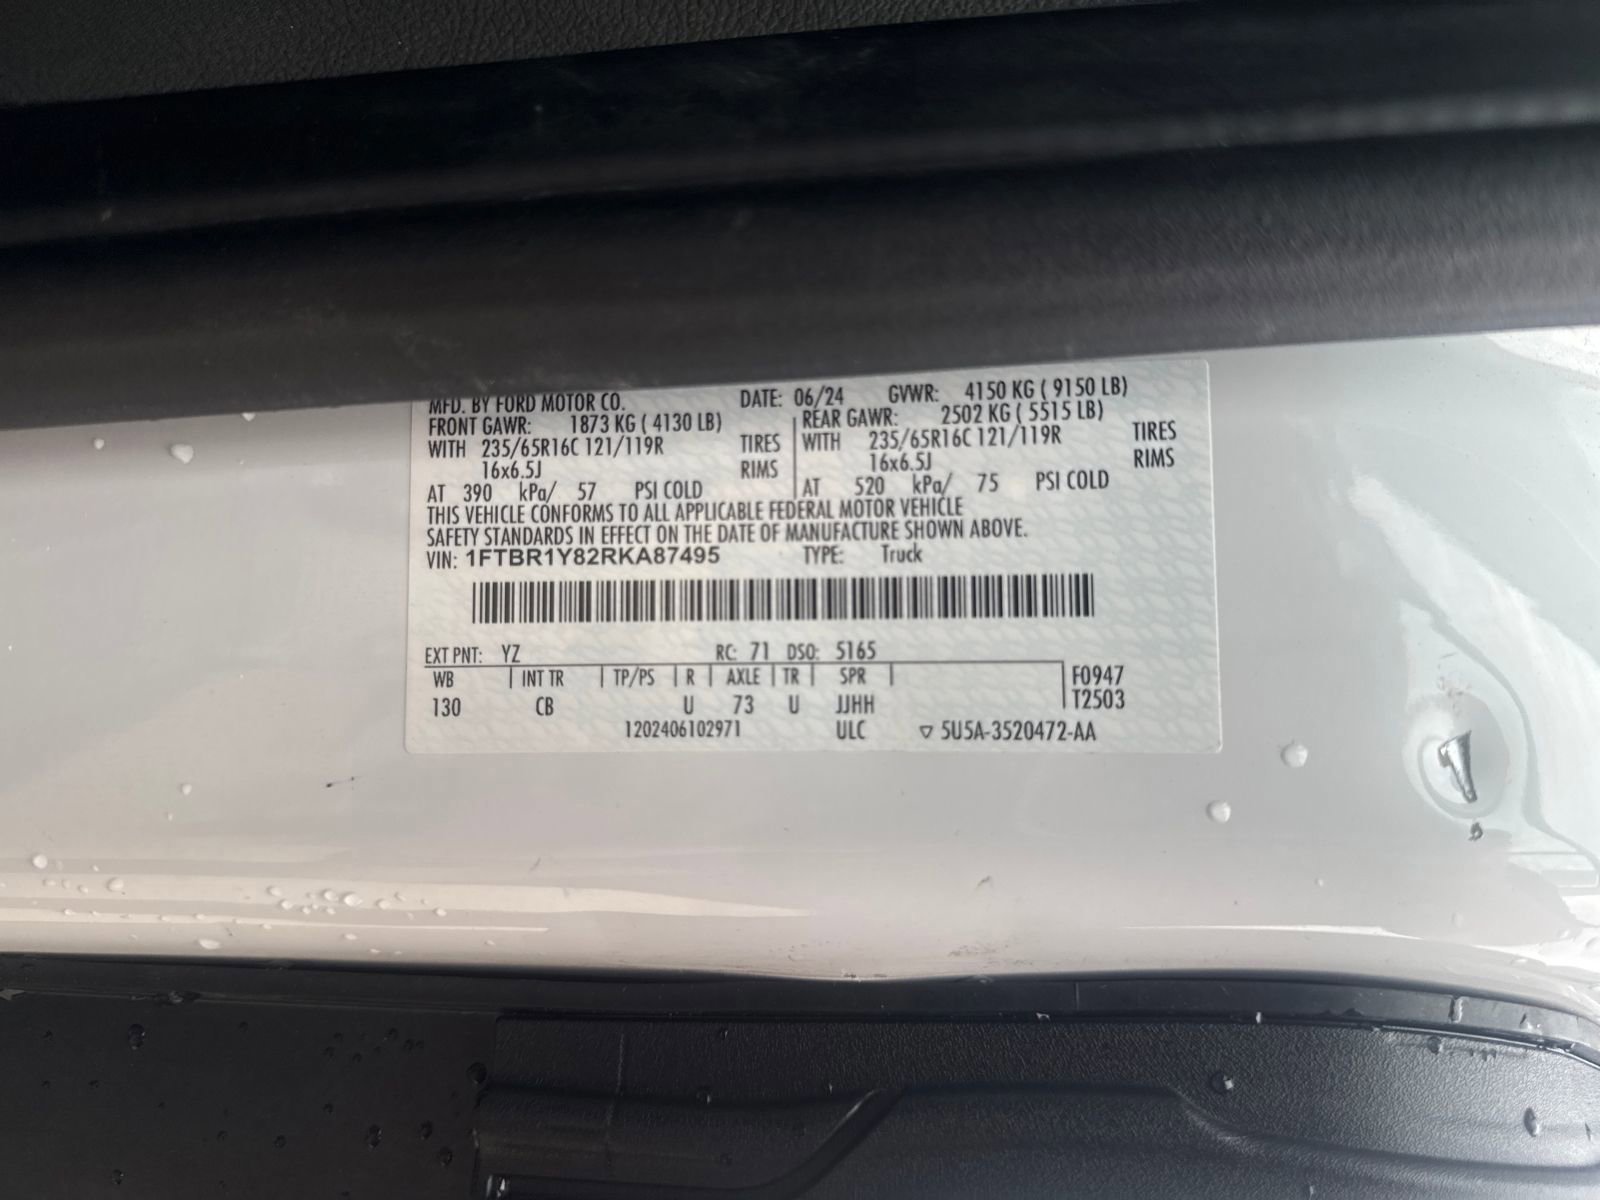 MFD. BY FORD MOTOR CO. DATE: 06/24 GVWR: 4150 KG ( 9150 LB)
FRONT GAWR: 1873 KG ( 4130 LB) REAR GAWR: 2502 KG ( 5515 LB)
WITH 235/65R16C 121/119R TIRES WITH 235/65R16C 121/119R TIRES
16x6.5J RIMS 16x6.5J RIMS
AT 390 kPa/ 57 PSI COLD AT 520 kPa/ 75 PSI COLD
THIS VEHICLE CONFORMS TO ALL APPLICABLE FEDERAL MOTOR VEHICLE
SAFETY STANDARDS IN EFFECT ON THE DATE OF MANUFACTURE SHOWN ABOVE.
VIN: 1FTBR1Y82RKA87495 TYPE: Truck
EXT PNT: YZ RC: 71 DSO: 5165
WB INT TR TP/PS R AXLE TR SPR F0947
130 CB U 73 U JJHH T2503
1202406102971 ULC ▽ 5U5A-3520472-AA